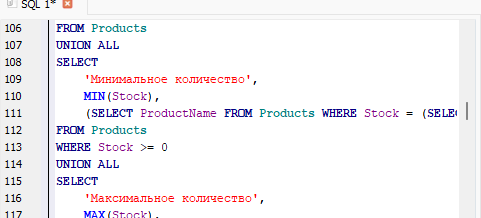 SQL 1*
106 FROM Products
107 UNION ALL
108 SELECT
109 'Минимальное количество',
110 MIN(Stock),
111 (SELECT ProductName FROM Products WHERE Stock = (SELEC
112 FROM Products
113 WHERE Stock >= 0
114 UNION ALL
115 SELECT
116 'Максимальное количество',
117 MAX(Stock),